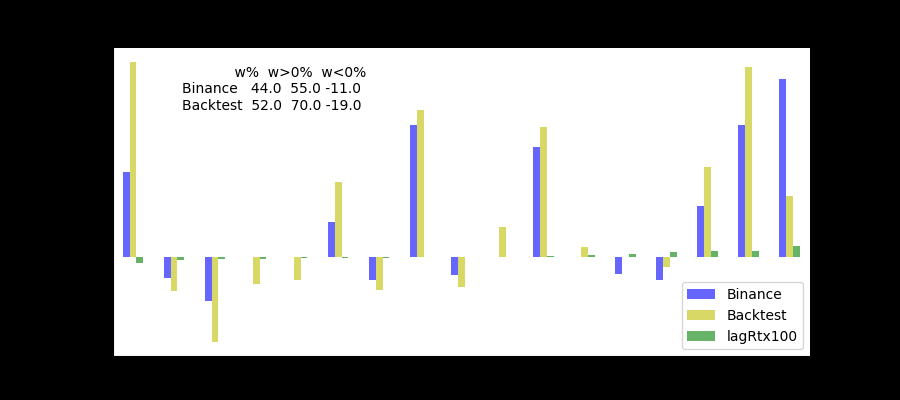 w% w>0% w<0%
Binance 44.0 55.0 -11.0
Backtest 52.0 70.0 -19.0
Binance
Backtest
lagRtx100